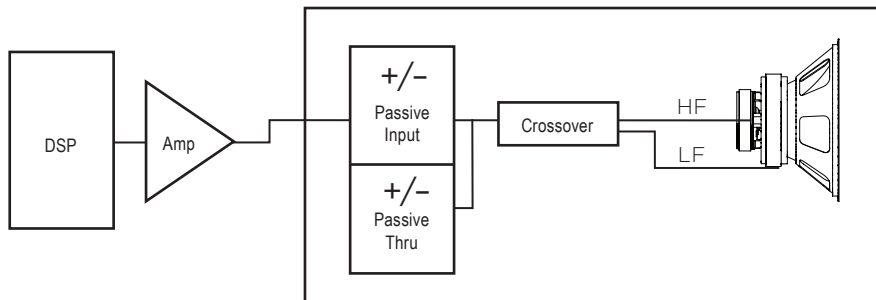 DSP
Amp
+/−
Passive
Input
+/−
Passive
Thru
Crossover
HF
LF